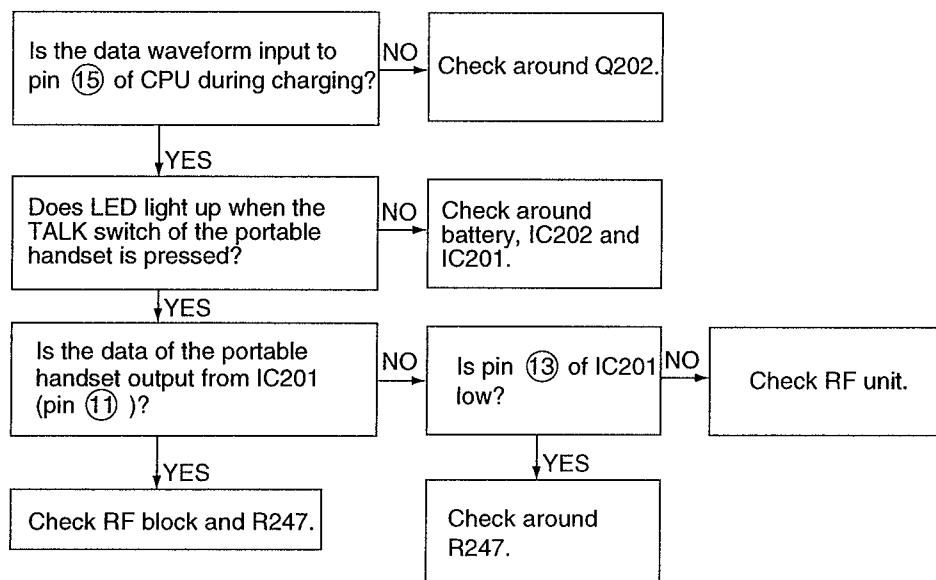 Is the data waveform input to
pin ⑮ of CPU during charging?
NO
Check around Q202.
YES
Does LED light up when the
TALK switch of the portable
handset is pressed?
NO
Check around
battery, IC202 and
IC201.
YES
Is the data of the portable
handset output from IC201
(pin ⑪ )?
NO
Is pin ⑬ of IC201
low?
NO
Check RF unit.
YES
Check RF block and R247.
YES
Check around
R247.